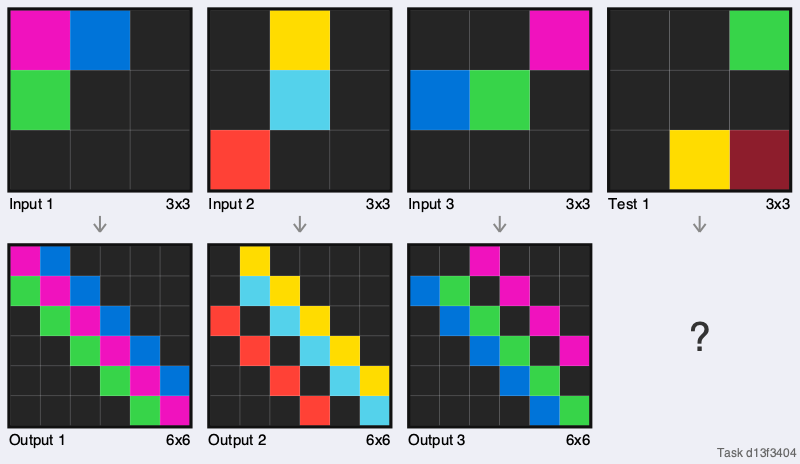 Input 1 3x3
Input 2 3x3
Input 3 3x3
Test 1 3x3
?
Output 1 6x6
Output 2 6x6
Output 3 6x6
Task d13f3404